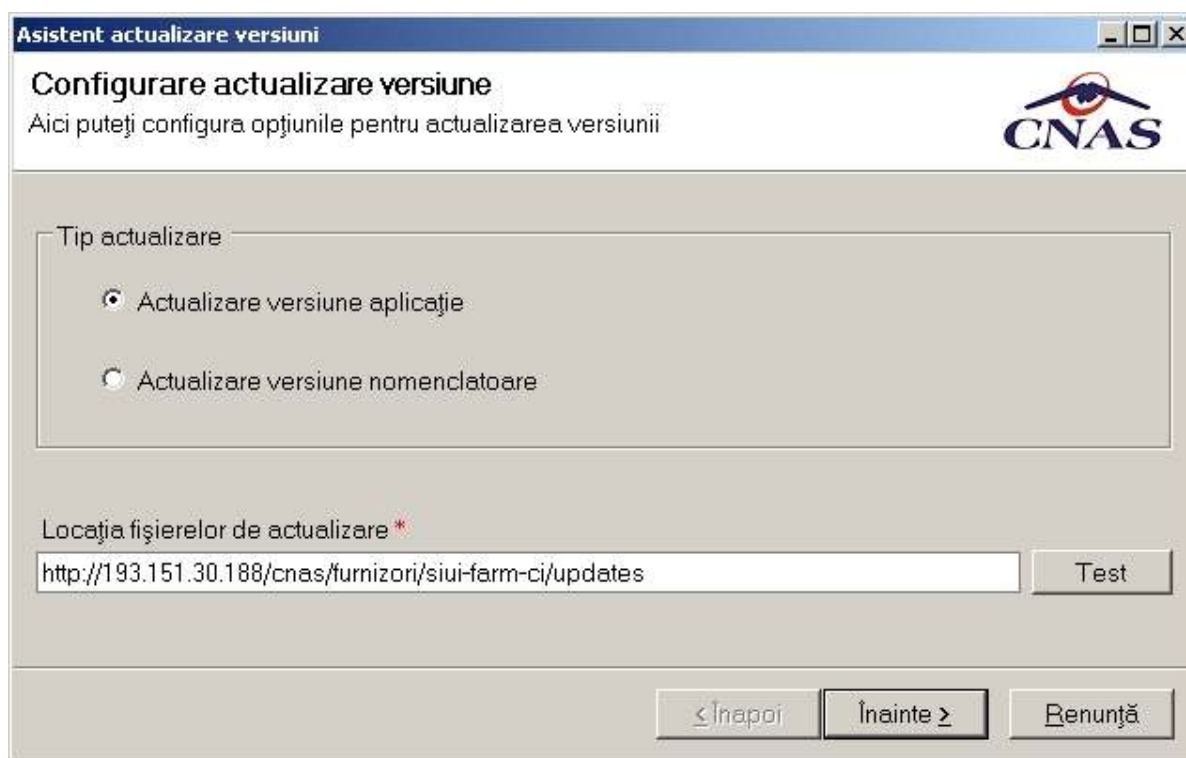 Asistent actualizare versiuni
Configurare actualizare versiune
Aici puteţi configura opţiunile pentru actualizarea versiunii
CNAS
Tip actualizare
Actualizare versiune aplicaţie
Actualizare versiune nomenclatoare
Locaţia fişierelor de actualizare *
http://193.151.30.188/cnas/furnizori/siui-farm-ci/updates
Test
< Înapoi
Înainte >
Renunţă